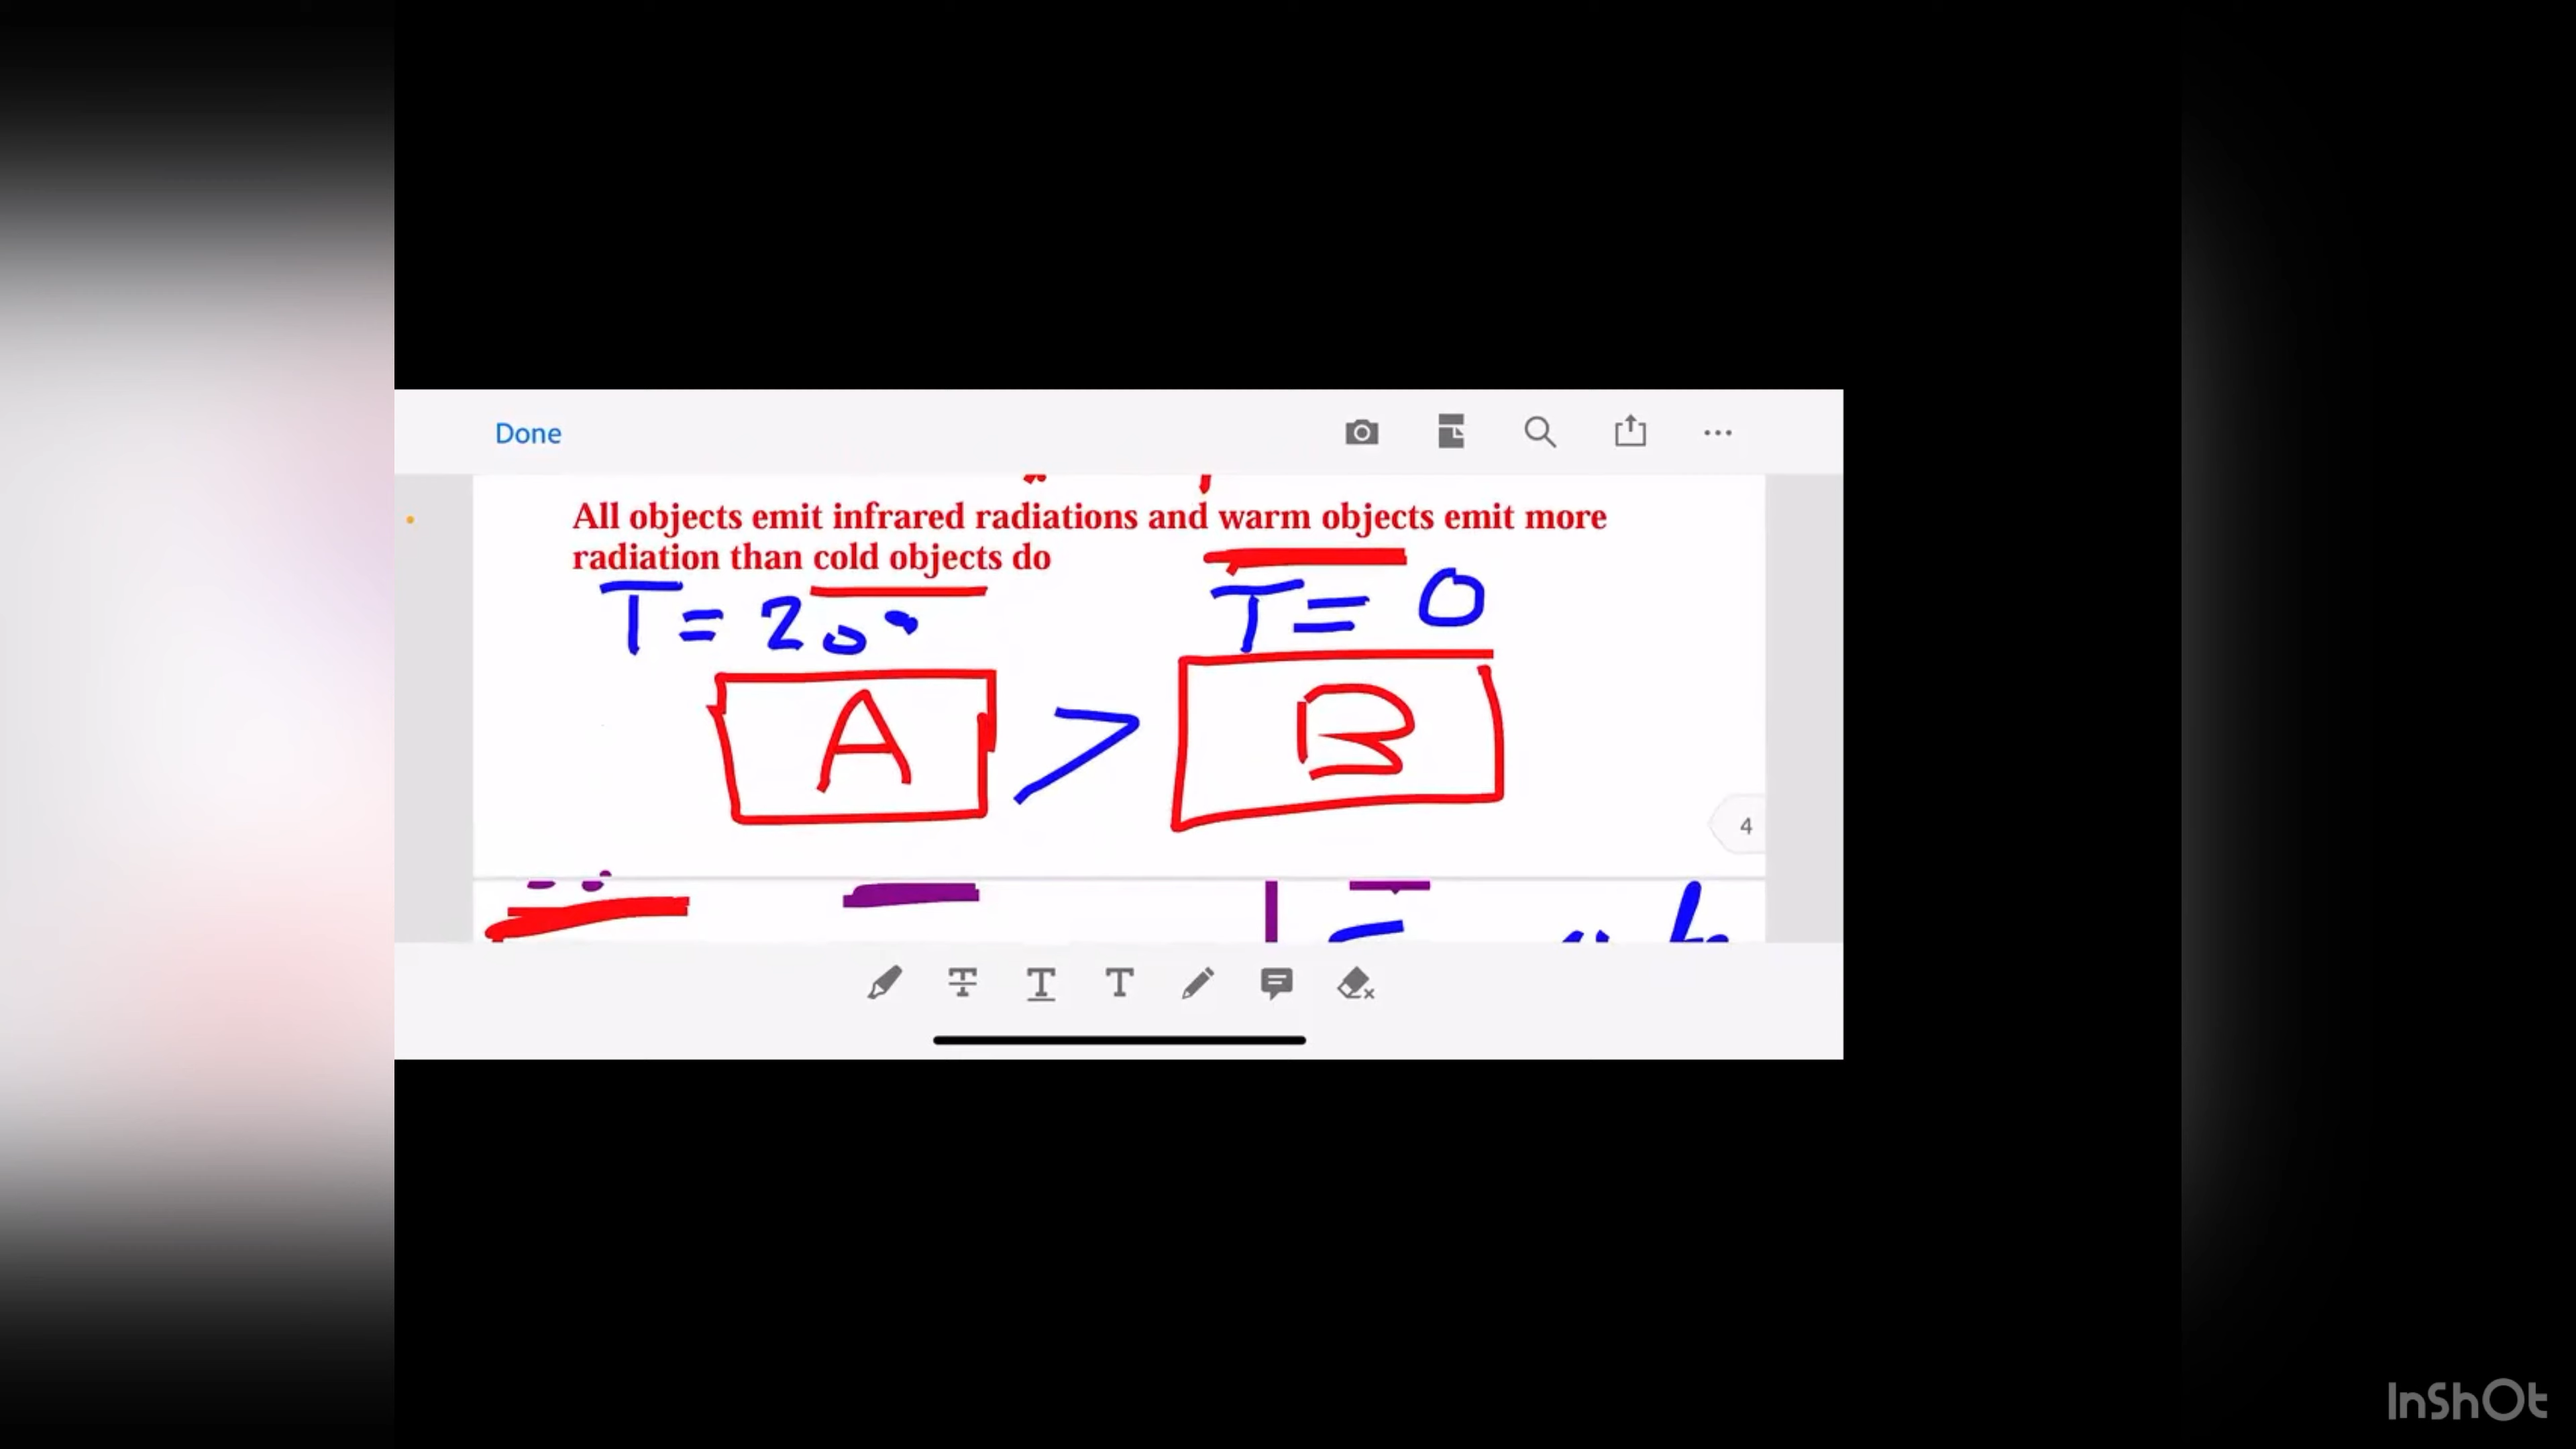 Done
All objects emit infrared radiations and warm objects emit more
radiation than cold objects do
T = 20°
T = 0
A > B
4
InShOt